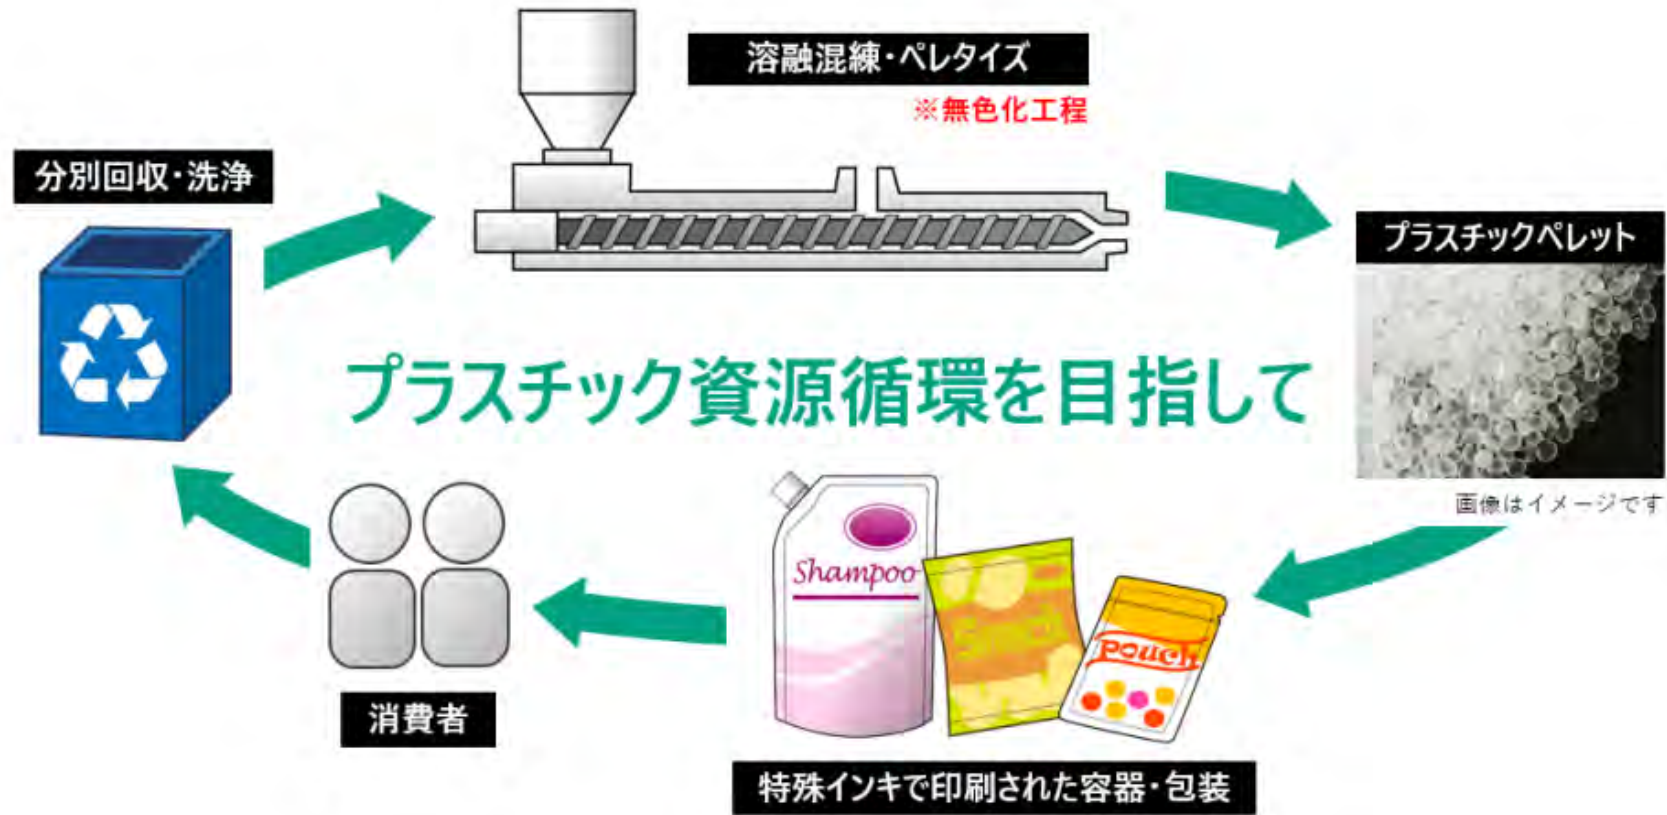 溶融混練・ペレタイズ
※無色化工程
分別回収・洗浄
プラスチックペレット
プラスチック資源循環を目指して
画像はイメージです
Shampoo
pouch
消費者
特殊インキで印刷された容器・包装